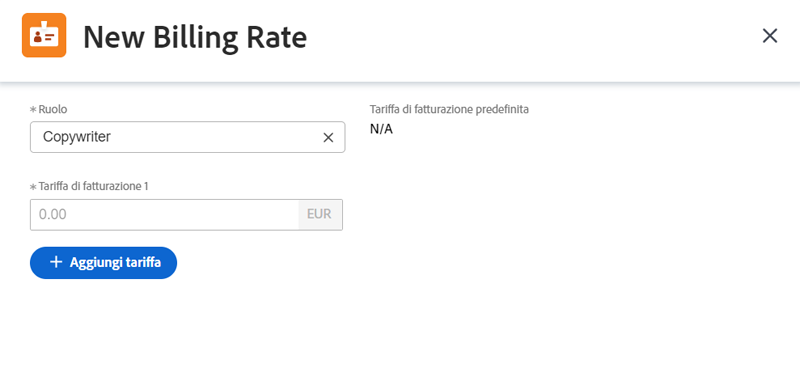 New Billing Rate
* Ruolo
Tariffa di fatturazione predefinita
Copywriter
N/A
* Tariffa di fatturazione 1
0.00 EUR
+ Aggiungi tariffa